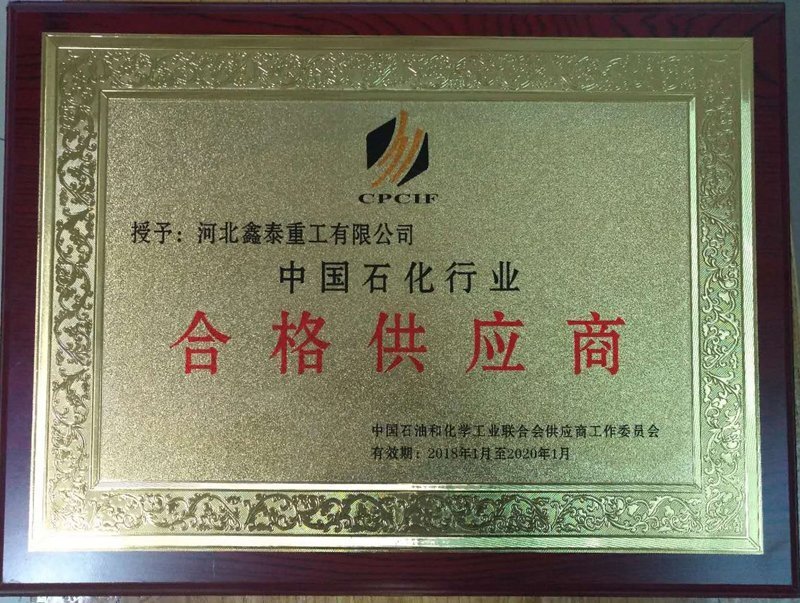 CPCIF
授予：河北鑫泰重工有限公司
中国石化行业
合格供应商
中国石油和化学工业联合会供应商工作委员会
有效期：2018年1月至2020年1月